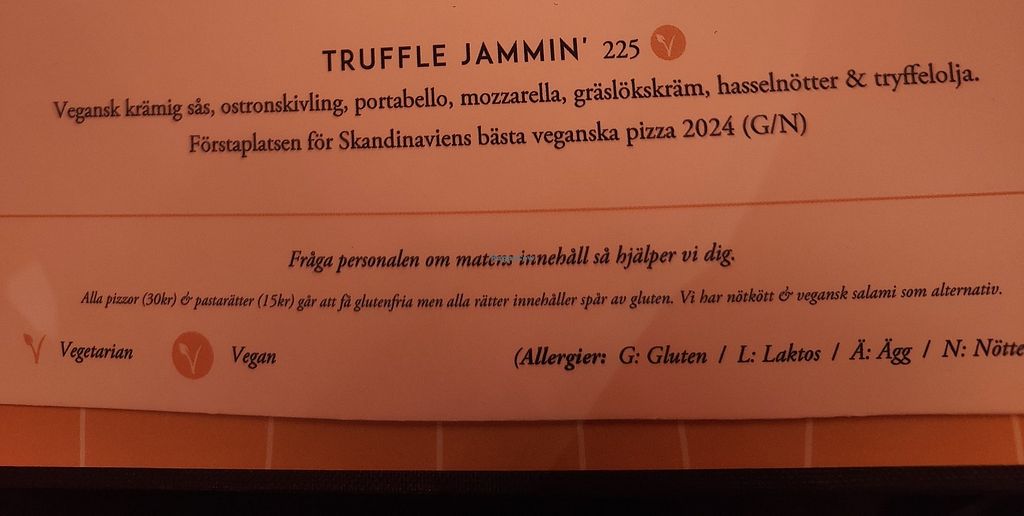 TRUFFLE JAMMIN' 225
Vegansk krämig sås, ostronskivling, portabello, mozzarella, gräslökskräm, hasselnötter & tryffelolja.
Förstaplatsen för Skandinaviens bästa veganska pizza 2024 (G/N)
Fråga personalen om matens innehåll så hjälper vi dig.
Alla pizzor (30kr) & pastarätter (15kr) går att få glutenfria men alla rätter innehåller spår av gluten. Vi har nötkött & vegansk salami som alternativ.
Vegetarian Vegan (Allergier: G: Gluten / L: Laktos / Ä: Ägg / N: Nötte